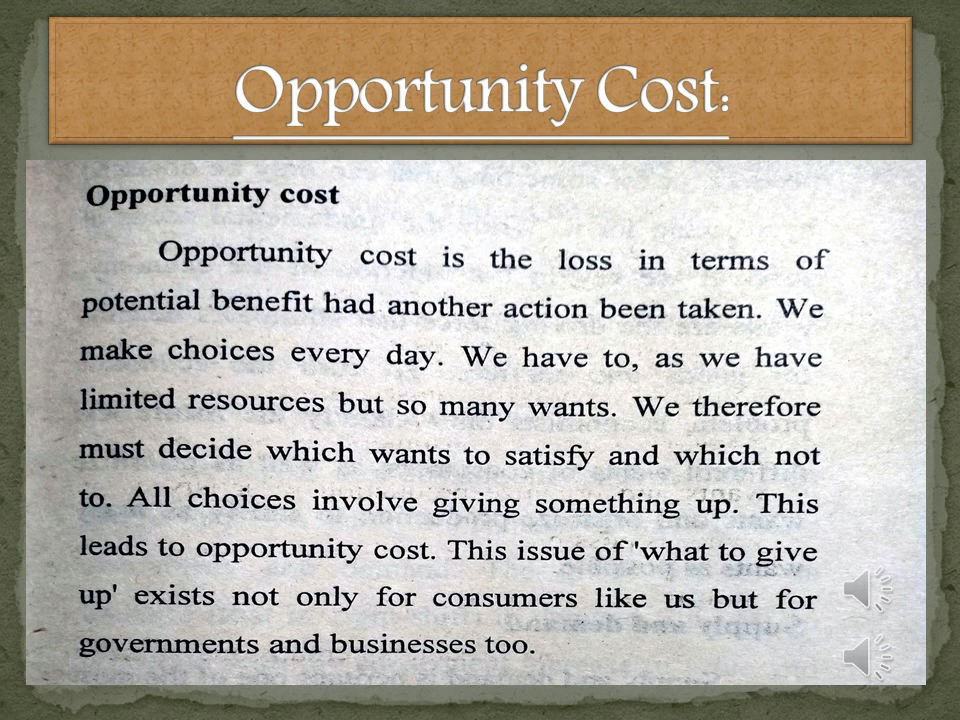 Opportunity Cost:
Opportunity cost
Opportunity cost is the loss in terms of
potential benefit had another action been taken. We
make choices every day. We have to, as we have
limited resources but so many wants. We therefore
must decide which wants to satisfy and which not
to. All choices involve giving something up. This
leads to opportunity cost. This issue of 'what to give
up' exists not only for consumers like us but for
governments and businesses too.